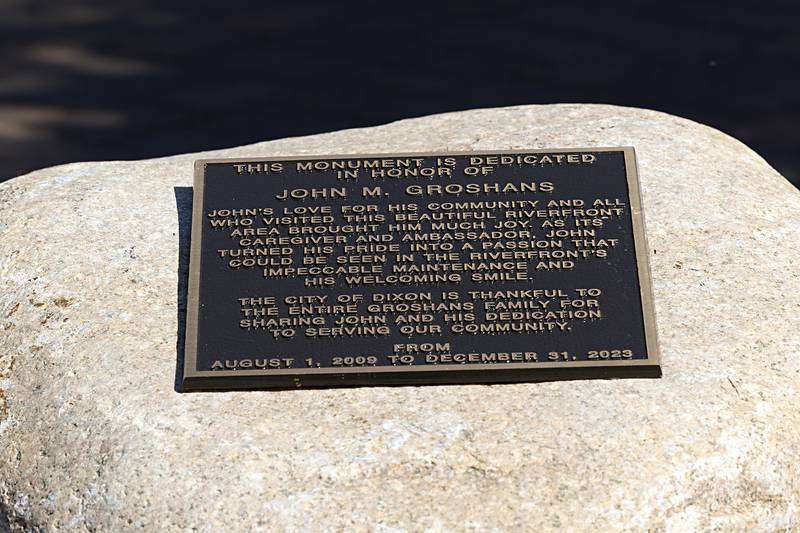 THIS MONUMENT IS DEDICATED
IN HONOR OF
JOHN M. GROSHANS
JOHN'S LOVE FOR HIS COMMUNITY AND ALL
WHO VISITED THIS BEAUTIFUL RIVERFRONT
AREA BROUGHT HIM MUCH JOY. AS ITS
CAREGIVER AND AMBASSADOR, JOHN
TURNED HIS PRIDE INTO A PASSION THAT
COULD BE SEEN IN THE RIVERFRONT'S
IMPECCABLE MAINTENANCE AND
HIS WELCOMING SMILE.
THE CITY OF DIXON IS THANKFUL TO
THE ENTIRE GROSHANS FAMILY FOR
SHARING JOHN AND HIS DEDICATION
TO SERVING OUR COMMUNITY.
FROM
AUGUST 1, 2009 TO DECEMBER 31, 2023